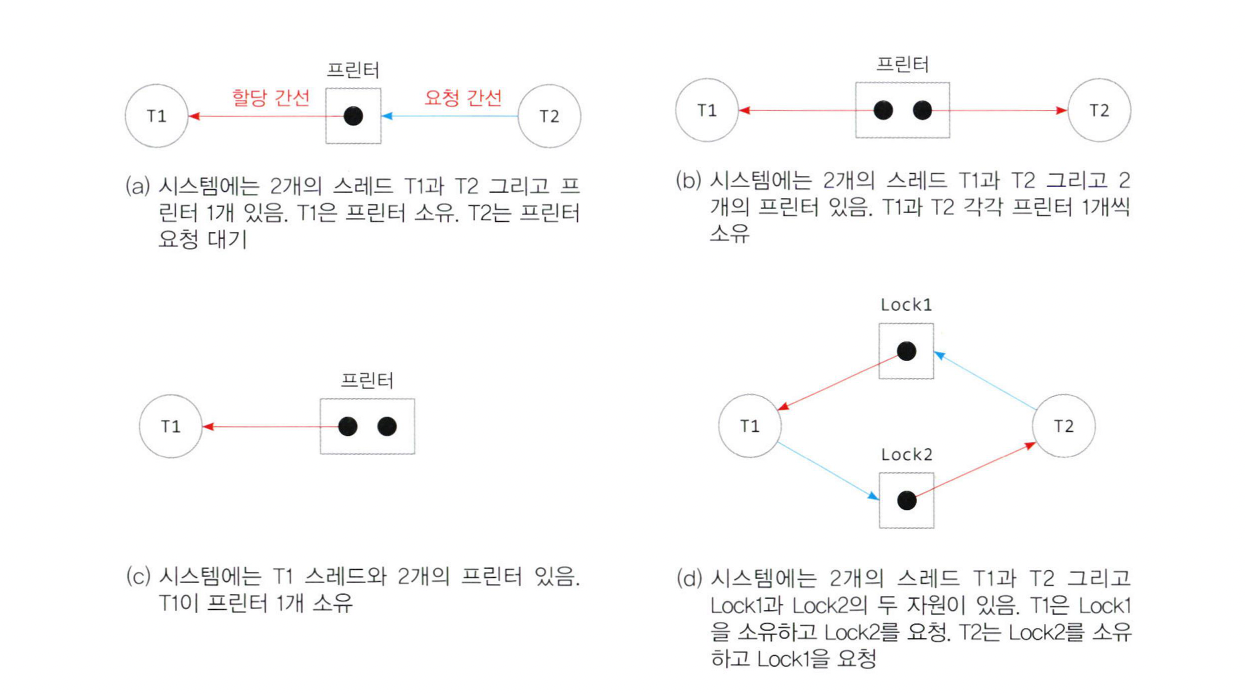 프린터
할당 간선
요청 간선
T1
T2
(a) 시스템에는 2개의 스레드 T1과 T2 그리고 프
린터 1개 있음. T1은 프린터 소유. T2는 프린터
요청 대기
프린터
T1
T2
(b) 시스템에는 2개의 스레드 T1과 T2 그리고 2
개의 프린터 있음. T1과 T2 각각 프린터 1개씩
소유
프린터
T1
(c) 시스템에는 T1 스레드와 2개의 프린터 있음.
T1이 프린터 1개 소유
Lock1
T1
T2
Lock2
(d) 시스템에는 2개의 스레드 T1과 T2 그리고
Lock1과 Lock2의 두 자원이 있음. T1은 Lock1
을 소유하고 Lock2를 요청. T2는 Lock2를 소유
하고 Lock1을 요청